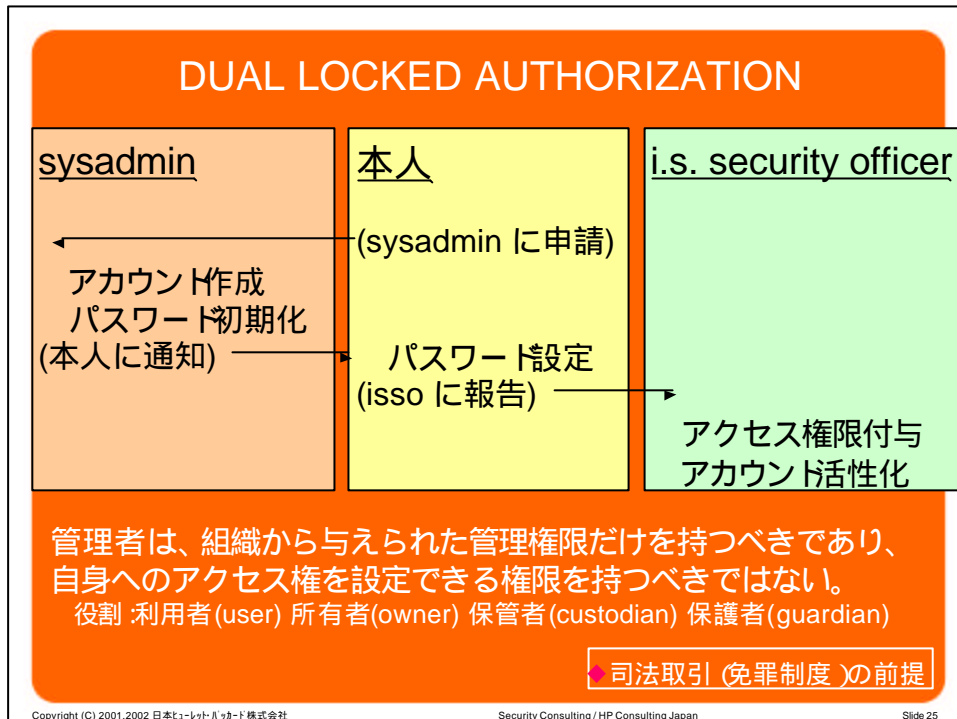 DUAL LOCKED AUTHORIZATION
sysadmin
(sysadmin に申請)
アカウント作成
パスワード初期化
(本人に通知)
本人
パスワード設定
(isso に報告)
i.s. security officer
アクセス権限付与
アカウント活性化
管理者は、組織から与えられた管理権限だけを持つべきであり、
自身へのアクセス権を設定できる権限を持つべきではない。
役割:利用者(user) 所有者(owner) 保管者(custodian) 保護者(guardian)
◆司法取引(免罪制度)の前提
Copyright (C) 2001,2002 日本ヒューレット・パッカード株式会社
Security Consulting / HP Consulting Japan
Slide 25